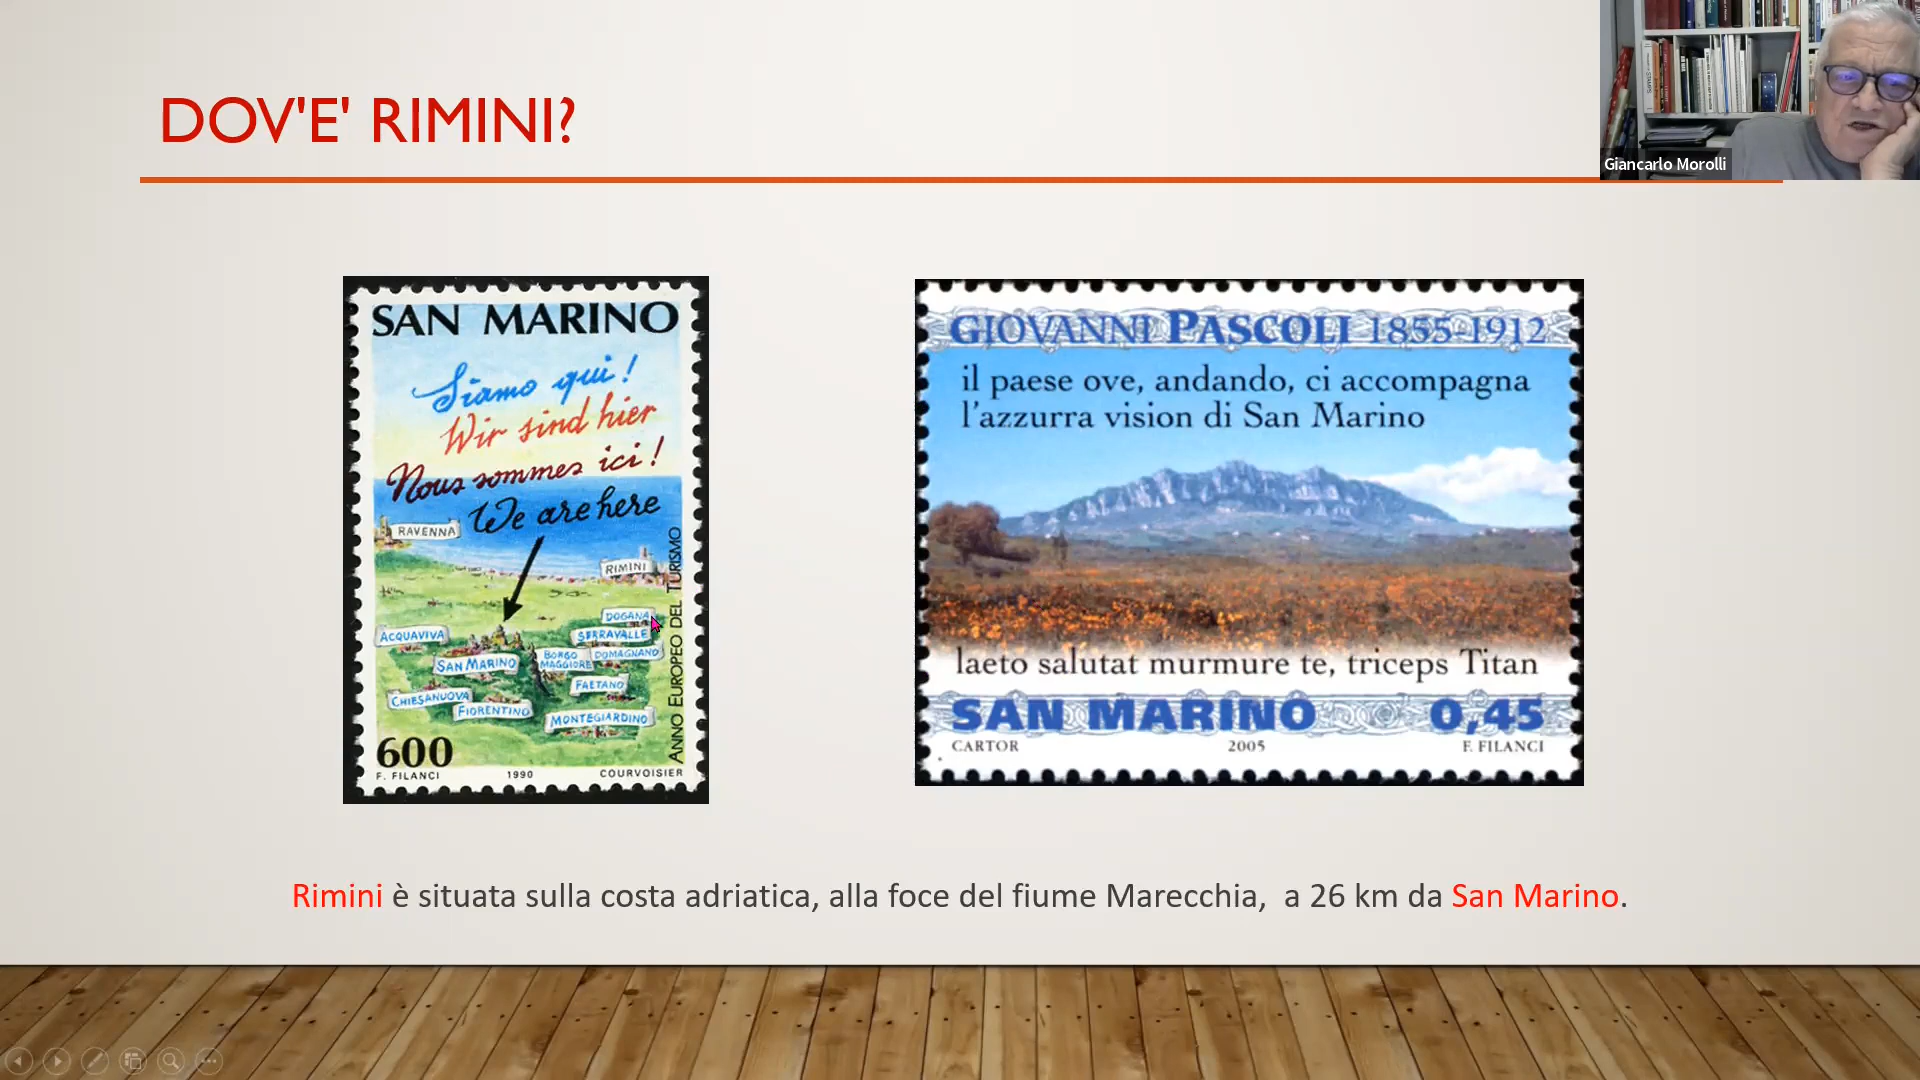 DOV'E' RIMINI?
Giancarlo Morolli
SAN MARINO
Siamo qui!
Wir sind hier
Nous sommes ici!
We are here
RAVENNA
RIMINI
DOGANA
ACQUAVIVA
SERRAVALLE
SAN MARINO
BORGO
MAGGIORE
DOMAGNANO
FAETANO
CHIESANUOVA
FIORENTINO
MONTEGIARDINO
ANNO EUROPEO DEL TURISMO
600
F. FILANCI 1990 COURVOISIER
GIOVANNI PASCOLI 1855-1912
il paese ove, andando, ci accompagna
l'azzurra vision di San Marino
laeto salutat murmure te, triceps Titan
SAN MARINO 0,45
CARTOR 2005 F. FILANCI
Rimini è situata sulla costa adriatica, alla foce del fiume Marecchia, a 26 km da San Marino.